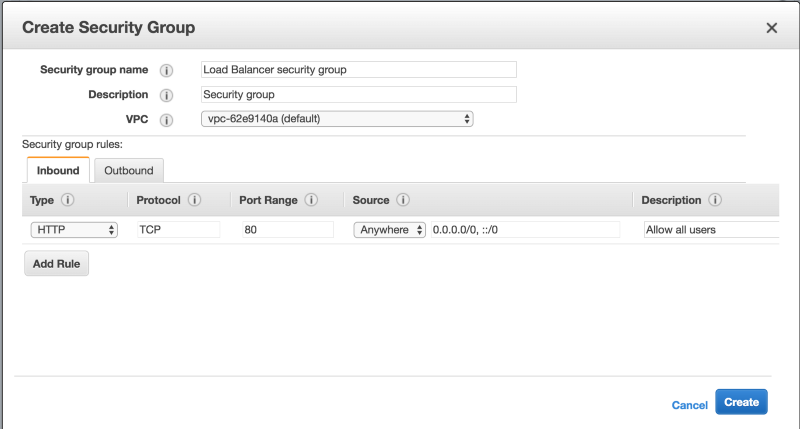 Create Security Group
Security group name i Load Balancer security group
Description i Security group
VPC i vpc-62e9140a (default)
Security group rules:
Inbound Outbound
Type i Protocol i Port Range i Source i Description i
HTTP TCP 80 Anywhere 0.0.0.0/0, ::/0 Allow all users
Add Rule
Cancel Create